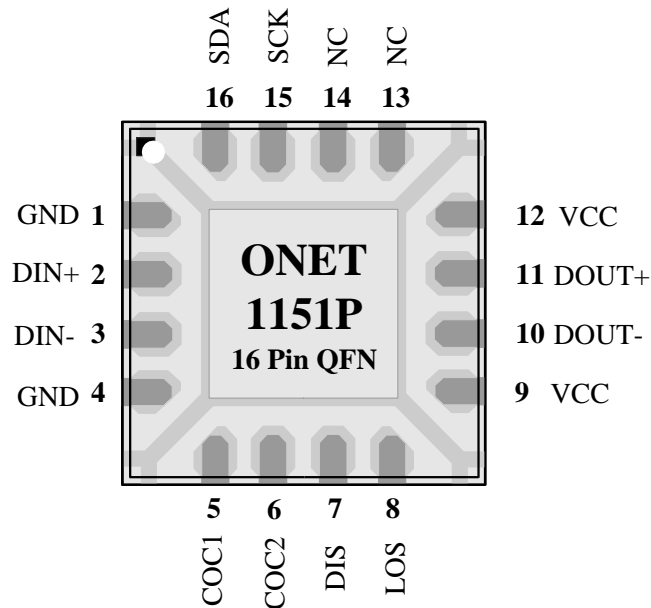 SDA SCK NC NC
16 15 14 13
GND 1
DIN+ 2
DIN- 3
GND 4
ONET
1151P
16 Pin QFN
12 VCC
11 DOUT+
10 DOUT-
9 VCC
5 6 7 8
COC1 COC2 DIS LOS